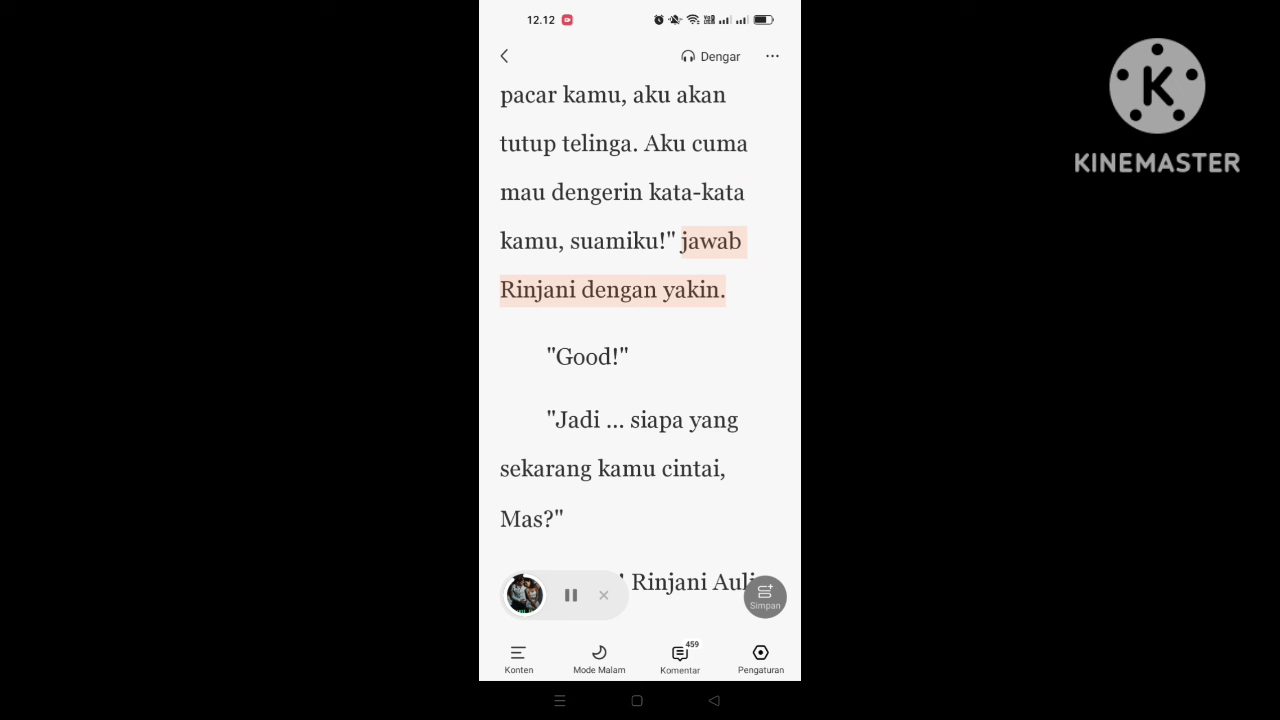 12.12
Dengar
pacar kamu, aku akan
tutup telinga. Aku cuma
mau dengerin kata-kata
kamu, suamiku!" jawab
Rinjani dengan yakin.
"Good!"
"Jadi ... siapa yang
sekarang kamu cintai,
Mas?"
Rinjani
Simpan
459
Konten
Mode Malam
Komentar
Pengaturan
K
KINEMASTER